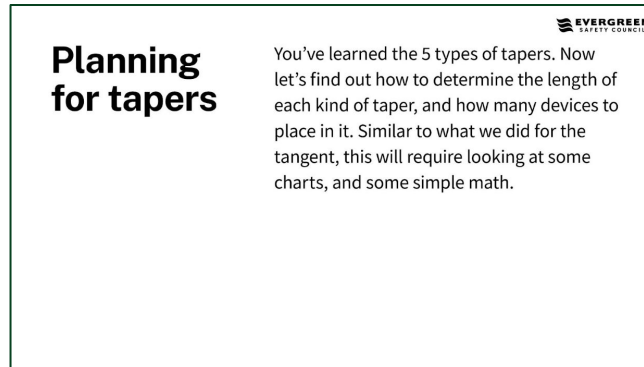 EVERGREEN
SAFETY COUNCIL
Planning
for tapers
You've learned the 5 types of tapers. Now
let's find out how to determine the length of
each kind of taper, and how many devices to
place in it. Similar to what we did for the
tangent, this will require looking at some
charts, and some simple math.